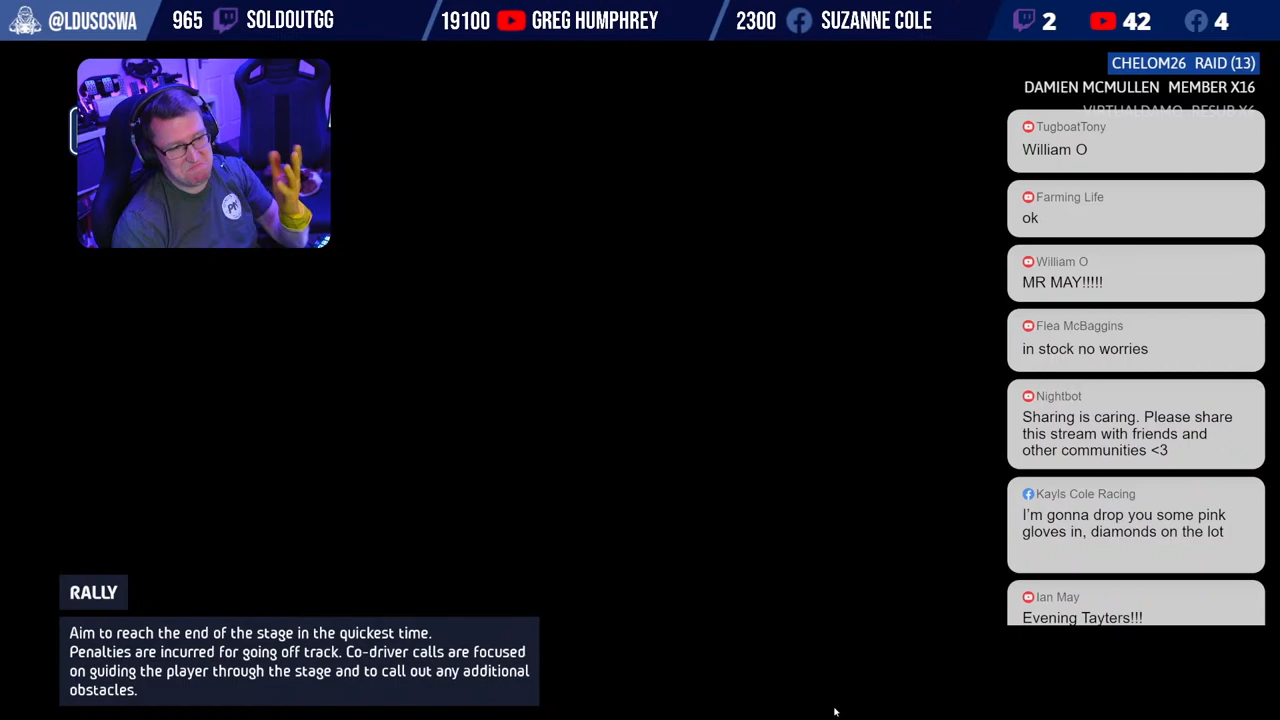 @LDUSOSWA
965 SOLDOUTGG
19100 GREG HUMPHREY
2300 SUZANNE COLE
2 42 4
CHELOM26 RAID (13)
DAMIEN MCMULLEN MEMBER X16
VIRTUALDAMO RESUB X6
TugboatTony
William O
Farming Life
ok
William O
MR MAY!!!!!
Flea McBaggins
in stock no worries
Nightbot
Sharing is caring. Please share
this stream with friends and
other communities <3
Kayls Cole Racing
I'm gonna drop you some pink
gloves in, diamonds on the lot
Ian May
Evening Tayters!!!
RALLY
Aim to reach the end of the stage in the quickest time.
Penalties are incurred for going off track. Co-driver calls are focused
on guiding the player through the stage and to call out any additional
obstacles.